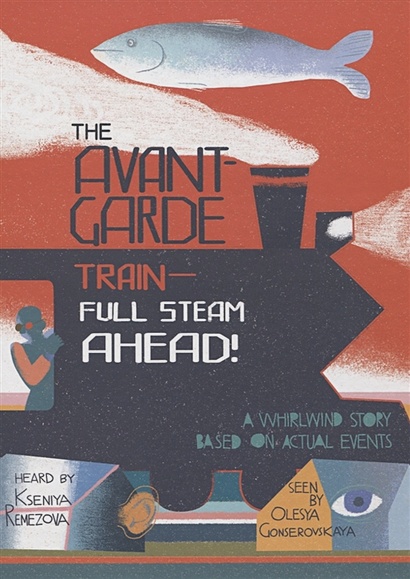 THE
AVANT-
GARDE
TRAIN—
FULL STEAM
AHEAD!
A WHIRLWIND STORY
BASED ON ACTUAL EVENTS
HEARD BY
KSENIYA
REMEZOVA
SEEN
BY
OLESYA
GONSEROVSKAYA